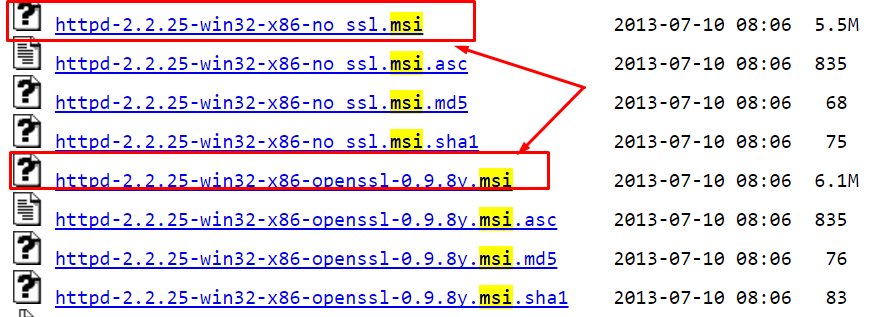 httpd-2.2.25-win32-x86-no_ssl.msi 2013-07-10 08:06 5.5M
httpd-2.2.25-win32-x86-no_ssl.msi.asc 2013-07-10 08:06 835
httpd-2.2.25-win32-x86-no_ssl.msi.md5 2013-07-10 08:06 68
httpd-2.2.25-win32-x86-no_ssl.msi.sha1 2013-07-10 08:06 75
httpd-2.2.25-win32-x86-openssl-0.9.8y.msi 2013-07-10 08:06 6.1M
httpd-2.2.25-win32-x86-openssl-0.9.8y.msi.asc 2013-07-10 08:06 835
httpd-2.2.25-win32-x86-openssl-0.9.8y.msi.md5 2013-07-10 08:06 76
httpd-2.2.25-win32-x86-openssl-0.9.8y.msi.sha1 2013-07-10 08:06 83